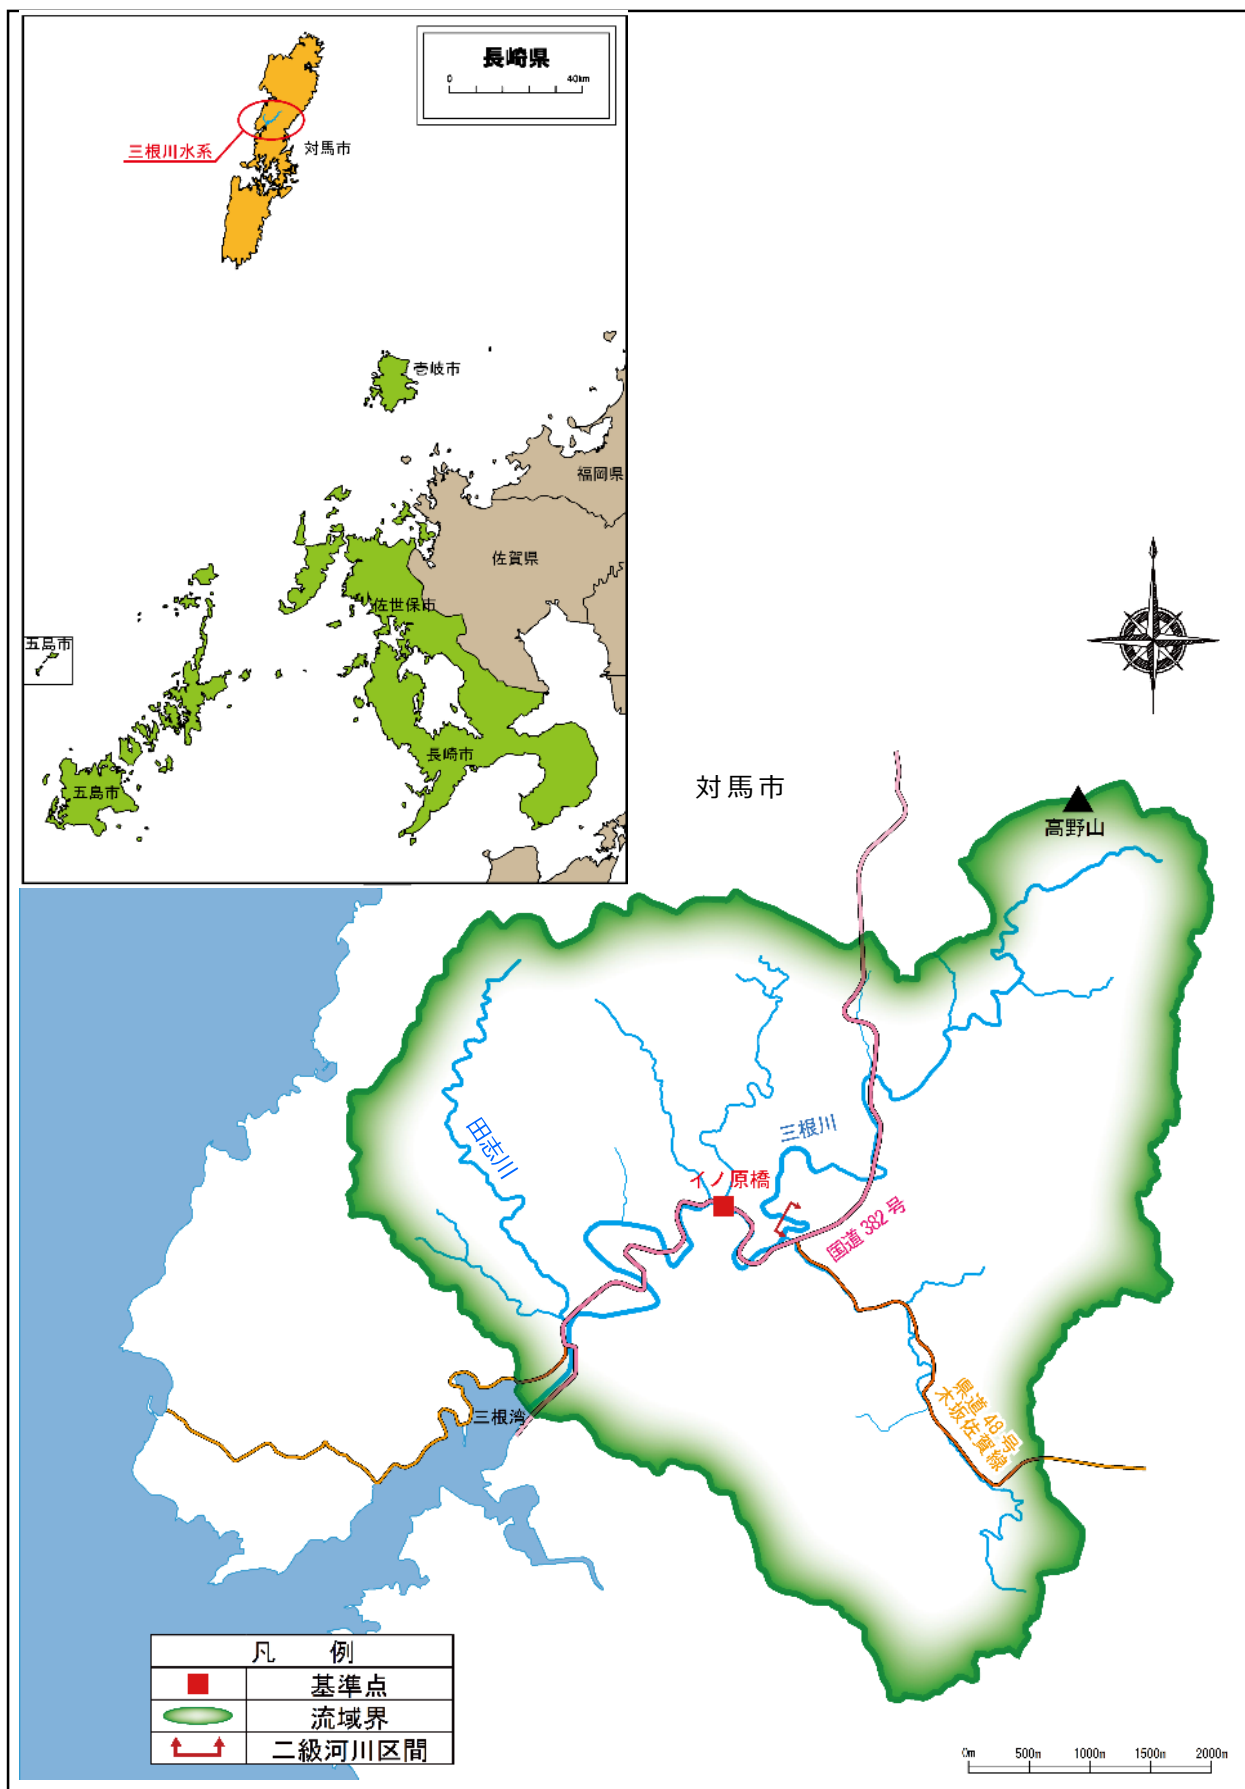 長崎県
0 40km
三根川水系
対馬市
壱岐市
福岡県
佐賀県
佐世保市
五島市
長崎市
五島市
対馬市
高野山
田志川
三根川
イノ原橋
国道 382 号
県道 48 号
木坂佐賀線
三根湾
凡 例
基準点
流域界
二級河川区間
0m 500m 1000m 1500m 2000m